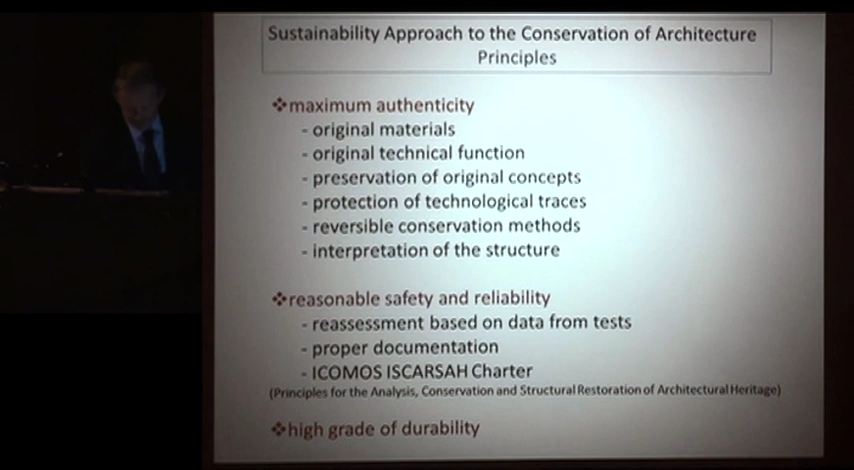 Sustainability Approach to the Conservation of Architecture
Principles
❖maximum authenticity
- original materials
- original technical function
- preservation of original concepts
- protection of technological traces
- reversible conservation methods
- interpretation of the structure
❖reasonable safety and reliability
- reassessment based on data from tests
- proper documentation
- ICOMOS ISCARSAH Charter
(Principles for the Analysis, Conservation and Structural Restoration of Architectural Heritage)
❖high grade of durability